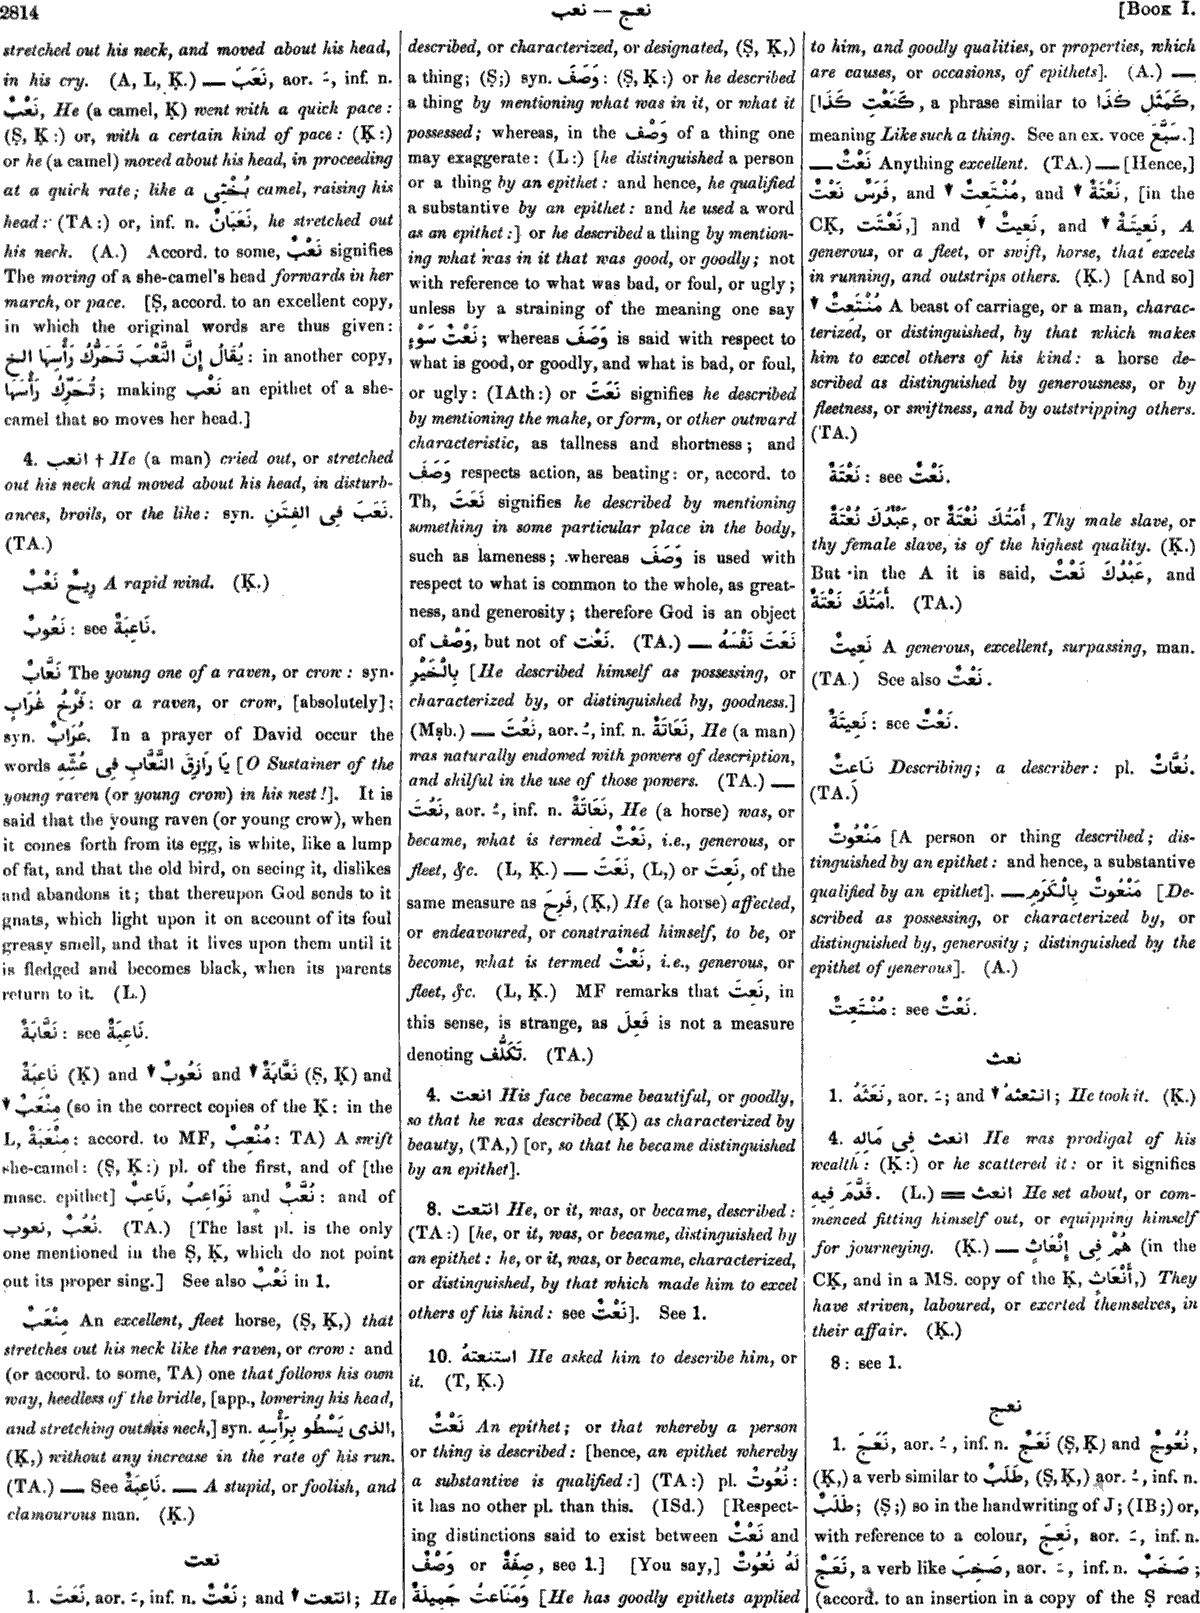 2814
نعب — نعج
[BOOK I.
stretched out his neck, and moved about his head,
in his cry. (A, L, Ḳ.) — نَعَبَ, aor. ـَ, inf. n.
نَعْبٌ, He (a camel, Ḳ) went with a quick pace:
(Ṣ, Ḳ:) or, with a certain kind of pace: (Ḳ:)
or he (a camel) moved about his head, in proceeding
at a quick rate; like a بُخْتِى camel, raising his
head: (TA:) or, inf. n. نَعَبَانٌ, he stretched out
his neck. (A.) Accord. to some, نَعْبٌ signifies
The moving of a she-camel's head forwards in her
march, or pace. [Ṣ, accord. to an excellent copy,
in which the original words are thus given:
يُقَالُ إِنَّ النَّعْبَ تَحَرُّكُ رَأْسِهَا الخ: in another copy,
تُحَرِّكُ رَأْسَهَا; making نَعْب an epithet of a she-
camel that so moves her head.]
4. انعب † He (a man) cried out, or stretched
out his neck and moved about his head, in disturb-
ances, broils, or the like: syn. نَعَبَ فِى الفِتَنِ.
(TA.)
رِيحٌ نَعْبٌ A rapid wind. (Ḳ.)
نَعُوبٌ: see نَاعِبَةٌ.
نَعَّابٌ The young one of a raven, or crow: syn.
فَرْخُ غُرَابٍ: or a raven, or crow, [absolutely];
syn. غُرَابٌ. In a prayer of David occur the
words يَا رَازِقَ النَّعَّابِ فِى عُشِّهِ [O Sustainer of the
young raven (or young crow) in his nest!]. It is
said that the young raven (or young crow), when
it comes forth from its egg, is white, like a lump
of fat, and that the old bird, on seeing it, dislikes
and abandons it; that thereupon God sends to it
gnats, which light upon it on account of its foul
greasy smell, and that it lives upon them until it
is fledged and becomes black, when its parents
return to it. (L.)
نَعَّابَةٌ: see نَاعِبَةٌ.
نَاعِبَةٌ (Ḳ) and ▼ نَعُوبٌ and ▼ نَعَّابَةٌ (Ṣ, Ḳ) and
▼ مِنْعَبٌ (so in the correct copies of the Ḳ: in the
L, مِنْعَبَةٌ: accord. to MF, مُنْعِبٌ: TA) A swift
she-camel: (Ṣ, Ḳ:) pl. of the first, and of [the
masc. epithet] نَاعِبٌ, نَوَاعِبُ and نُعَّبٌ: and of
نعوب, نُعُبٌ. (TA.) [The last pl. is the only
one mentioned in the Ṣ, Ḳ, which do not point
out its proper sing.] See also نَعْبٌ in 1.
مِنْعَبٌ An excellent, fleet horse, (Ṣ, Ḳ,) that
stretches out his neck like the raven, or crow: and
(or accord. to some, TA) one that follows his own
way, heedless of the bridle, [app., lowering his head,
and stretching out his neck,] syn. الذى يَسْطُو بِرَأْسِهِ,
(Ḳ,) without any increase in the rate of his run.
(TA.) — See نَاعِبَةٌ. — A stupid, or foolish, and
clamourous man. (Ḳ.)
نعت
1. نَعَتَ, aor. ـَ, inf. n. نَعْتٌ; and ▼ انتعت; He
described, or characterized, or designated, (Ṣ, Ḳ,)
a thing; (Ṣ;) syn. وَصَفَ: (Ṣ, Ḳ:) or he described
a thing by mentioning what was in it, or what it
possessed; whereas, in the وَصْف of a thing one
may exaggerate: (L:) [he distinguished a person
or a thing by an epithet: and hence, he qualified
a substantive by an epithet: and he used a word
as an epithet:] or he described a thing by mention-
ing what was in it that was good, or goodly; not
with reference to what was bad, or foul, or ugly;
unless by a straining of the meaning one say
نَعْتُ سَوْءٍ; whereas وَصَفَ is said with respect to
what is good, or goodly, and what is bad, or foul,
or ugly: (IAth:) or نَعَتَ signifies he described
by mentioning the make, or form, or other outward
characteristic, as tallness and shortness; and
وَصَفَ respects action, as beating: or, accord. to
Th, نَعَتَ signifies he described by mentioning
something in some particular place in the body,
such as lameness; whereas وَصَفَ is used with
respect to what is common to the whole, as great-
ness, and generosity; therefore God is an object
of وَصْف, but not of نَعْت. (TA.) — نَعَتَ نَفْسَهُ
بِالْخَيْرِ [He described himself as possessing, or
characterized by, or distinguished by, goodness.]
(Mṣb.) — نَعُتَ, aor. ـُ, inf. n. نَعَاتَةٌ, He (a man)
was naturally endowed with powers of description,
and skilful in the use of those powers. (TA.) —
نَعُتَ, aor. ـُ, inf. n. نَعَاتَةٌ, He (a horse) was, or
became, what is termed نَعْتٌ, i.e., generous, or
fleet, &c. (L, Ḳ.) — نَعَتَ, (L,) or نَعِتَ, of the
same measure as فَرِحَ, (Ḳ,) He (a horse) affected,
or endeavoured, or constrained himself, to be, or
become, what is termed نَعْتٌ, i.e., generous, or
fleet, &c. (L, Ḳ.) MF remarks that نَعِتَ, in
this sense, is strange, as فَعِلَ is not a measure
denoting تَكَلُّف. (TA.)
4. انعت His face became beautiful, or goodly,
so that he was described (Ḳ) as characterized by
beauty, (TA,) [or, so that he became distinguished
by an epithet].
8. انتعت He, or it, was, or became, described:
(TA:) [he, or it, was, or became, distinguished by
an epithet: he, or it, was, or became, characterized,
or distinguished, by that which made him to excel
others of his kind: see نَعْتٌ]. See 1.
10. استنعتهُ He asked him to describe him, or
it. (T, Ḳ.)
نَعْتٌ An epithet; or that whereby a person
or thing is described: [hence, an epithet whereby
a substantive is qualified:] (TA:) pl. نُعُوتٌ:
it has no other pl. than this. (ISd.) [Respect-
ing distinctions said to exist between نَعْتٌ and
وَصْفٌ or صِفَةٌ, see 1.] [You say,] لَهُ نُعُوتٌ
وَمَنَاعِتُ جَمِيلَةٌ [He has goodly epithets applied
to him, and goodly qualities, or properties, which
are causes, or occasions, of epithets]. (A.) —
[كَنَعْتِ كَذَا, a phrase similar to كَمَثَلِ كَذَا,
meaning Like such a thing. See an ex. voce سَبَّعَ.]
— نَعْتٌ Anything excellent. (TA.) — [Hence,]
فَرَسٌ نَعْتٌ, and ▼ مُنْتَعِتٌ, and ▼ نَعْتَةٌ, [in the
CḲ, نَعْتَت,] and ▼ نَعِيتٌ, and ▼ نَعِيتَةٌ, A
generous, or a fleet, or swift, horse, that excels
in running, and outstrips others. (Ḳ.) [And so]
▼ مُنْتَعِتٌ A beast of carriage, or a man, charac-
terized, or distinguished, by that which makes
him to excel others of his kind: a horse de-
scribed as distinguished by generousness, or by
fleetness, or swiftness, and by outstripping others.
(TA.)
نَعْتَةٌ: see نَعْتٌ.
عَبْدُكَ نُعْتَةٌ, or أَمَتُكَ نُعْتَةٌ, Thy male slave, or
thy female slave, is of the highest quality. (Ḳ.)
But in the A it is said, عَبْدُكَ نَعْتٌ, and
أَمَتُكَ نَعْتَةٌ. (TA.)
نَعِيتٌ A generous, excellent, surpassing, man.
(TA.) See also نَعْتٌ.
نَعِيتَةٌ: see نَعْتٌ.
نَاعِتٌ Describing; a describer: pl. نُعَّاتٌ.
(TA.)
مَنْعُوتٌ [A person or thing described; dis-
tinguished by an epithet: and hence, a substantive
qualified by an epithet]. — مَنْعُوتٌ بِالْكَرَمِ [De-
scribed as possessing, or characterized by, or
distinguished by, generosity; distinguished by the
epithet of generous]. (A.)
مُنْتَعِتٌ: see نَعْتٌ.
نعث
1. نَعَثَهُ, aor. ـَ; and ▼ انتعثهُ; He took it. (Ḳ.)
4. انعث فِى مَالِهِ He was prodigal of his
wealth: (Ḳ:) or he scattered it: or it signifies
قَدَّمَ فِيهِ. (L.) = انعث He set about, or com-
menced fitting himself out, or equipping himself
for journeying. (Ḳ.) — هُمْ فِى إِنْعَاثٍ (in the
CḲ, and in a MS. copy of the Ḳ, أَنْعَاثٍ,) They
have striven, laboured, or exerted themselves, in
their affair. (Ḳ.)
8: see 1.
نعج
1. نَعَجَ, aor. ـُ, inf. n. نَعَجٌ (Ṣ, Ḳ) and نُعُوجٌ,
(Ḳ,) a verb similar to طَلَبَ, (Ṣ, Ḳ,) aor. ـُ, inf. n.
طَلَبٌ; (Ṣ;) so in the handwriting of J; (IB;) or,
with reference to a colour, نَعِجَ, aor. ـَ, inf. n.
نَعَجٌ, a verb like صَخِبَ, aor. ـَ, inf. n. صَخَبٌ;
(accord. to an insertion in a copy of the Ṣ read